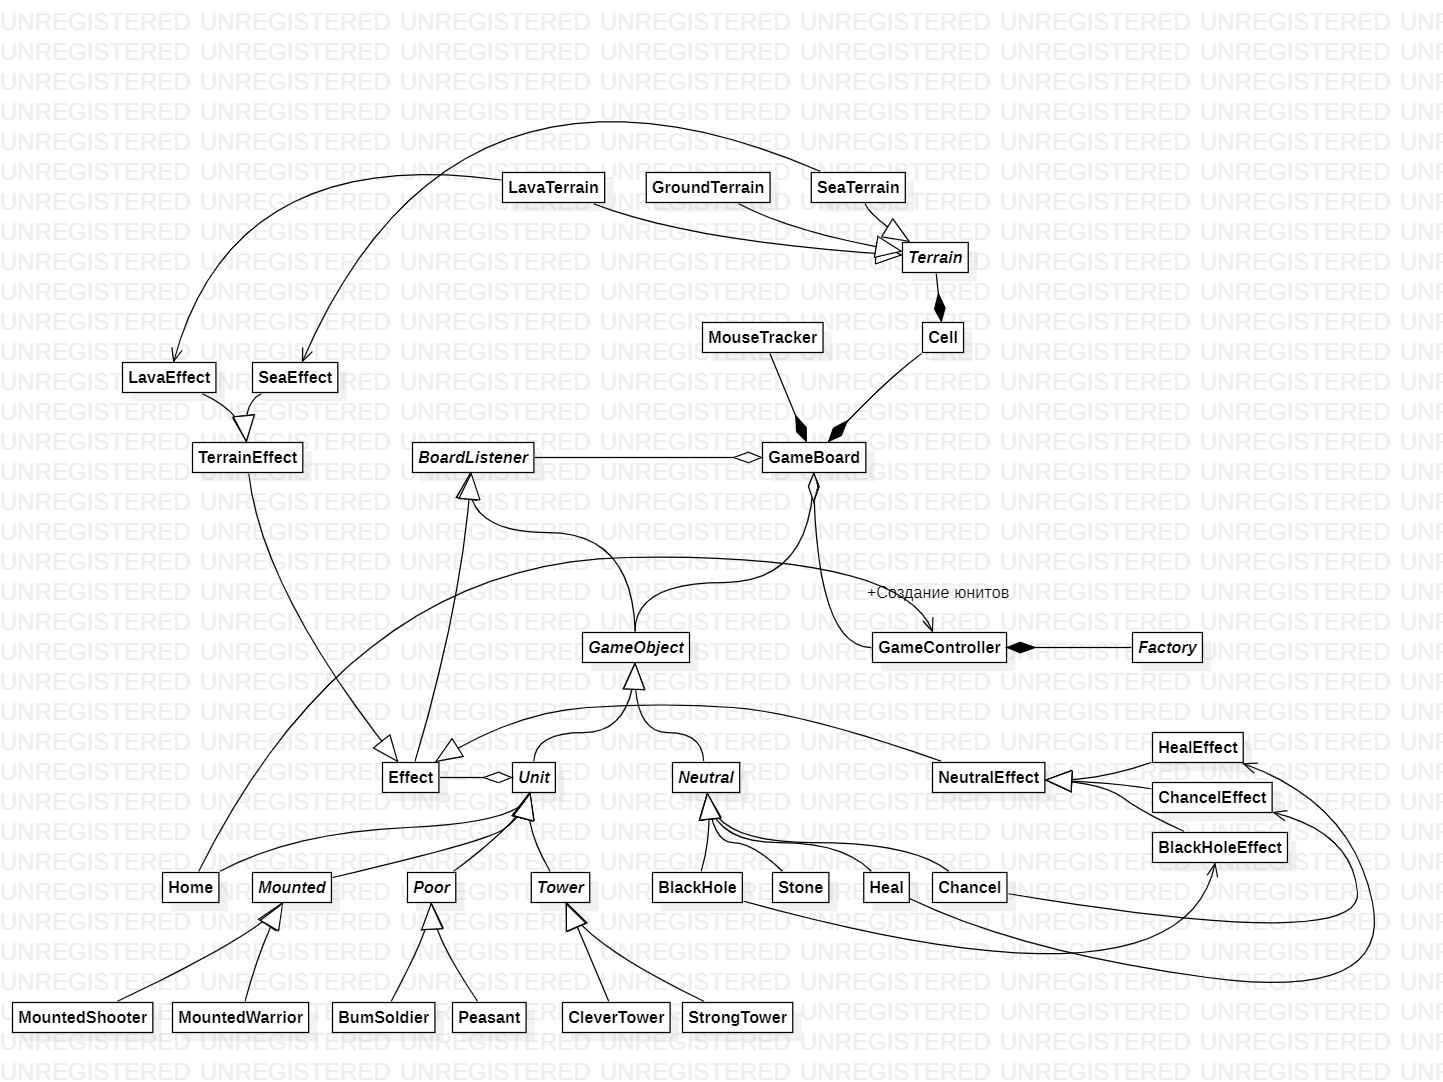 LavaTerrain GroundTerrain SeaTerrain
Terrain
MouseTracker Cell
LavaEffect SeaEffect
TerrainEffect BoardListener GameBoard
+Создание юнитов
GameObject GameController Factory
HealEffect
Effect Unit Neutral NeutralEffect
ChancelEffect
BlackHoleEffect
Home Mounted Poor Tower BlackHole Stone Heal Chancel
MountedShooter MountedWarrior BumSoldier Peasant CleverTower StrongTower
UNREGISTERED